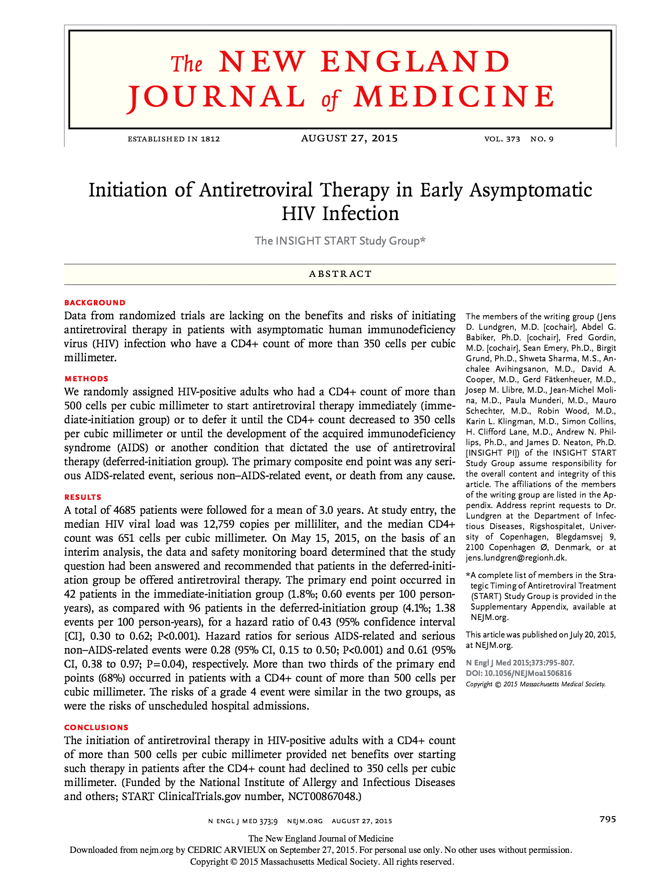 The NEW ENGLAND
JOURNAL of MEDICINE
ESTABLISHED IN 1812
AUGUST 27, 2015
VOL. 373 NO. 9
Initiation of Antiretroviral Therapy in Early Asymptomatic
HIV Infection
The INSIGHT START Study Group*
ABSTRACT
BACKGROUND
Data from randomized trials are lacking on the benefits and risks of initiating
antiretroviral therapy in patients with asymptomatic human immunodeficiency
virus (HIV) infection who have a CD4+ count of more than 350 cells per cubic
millimeter.
METHODS
We randomly assigned HIV-positive adults who had a CD4+ count of more than
500 cells per cubic millimeter to start antiretroviral therapy immediately (imme-
diate-initiation group) or to defer it until the CD4+ count decreased to 350 cells
per cubic millimeter or until the development of the acquired immunodeficiency
syndrome (AIDS) or another condition that dictated the use of antiretroviral
therapy (deferred-initiation group). The primary composite end point was any seri-
ous AIDS-related event, serious non–AIDS-related event, or death from any cause.
RESULTS
A total of 4685 patients were followed for a mean of 3.0 years. At study entry, the
median HIV viral load was 12,759 copies per milliliter, and the median CD4+
count was 651 cells per cubic millimeter. On May 15, 2015, on the basis of an
interim analysis, the data and safety monitoring board determined that the study
question had been answered and recommended that patients in the deferred-initi-
ation group be offered antiretroviral therapy. The primary end point occurred in
42 patients in the immediate-initiation group (1.8%; 0.60 events per 100 person-
years), as compared with 96 patients in the deferred-initiation group (4.1%; 1.38
events per 100 person-years), for a hazard ratio of 0.43 (95% confidence interval
[CI], 0.30 to 0.62; P<0.001). Hazard ratios for serious AIDS-related and serious
non–AIDS-related events were 0.28 (95% CI, 0.15 to 0.50; P<0.001) and 0.61 (95%
CI, 0.38 to 0.97; P=0.04), respectively. More than two thirds of the primary end
points (68%) occurred in patients with a CD4+ count of more than 500 cells per
cubic millimeter. The risks of a grade 4 event were similar in the two groups, as
were the risks of unscheduled hospital admissions.
CONCLUSIONS
The initiation of antiretroviral therapy in HIV-positive adults with a CD4+ count
of more than 500 cells per cubic millimeter provided net benefits over starting
such therapy in patients after the CD4+ count had declined to 350 cells per cubic
millimeter. (Funded by the National Institute of Allergy and Infectious Diseases
and others; START ClinicalTrials.gov number, NCT00867048.)
The members of the writing group (Jens
D. Lundgren, M.D. [cochair], Abdel G.
Babiker, Ph.D. [cochair], Fred Gordin,
M.D. [cochair], Sean Emery, Ph.D., Birgit
Grund, Ph.D., Shweta Sharma, M.S., An-
chalee Avihingsanon, M.D., David A.
Cooper, M.D., Gerd Fätkenheuer, M.D.,
Josep M. Llibre, M.D., Jean-Michel Moli-
na, M.D., Paula Munderi, M.D., Mauro
Schechter, M.D., Robin Wood, M.D.,
Karin L. Klingman, M.D., Simon Collins,
H. Clifford Lane, M.D., Andrew N. Phil-
lips, Ph.D., and James D. Neaton, Ph.D.
[INSIGHT PI]) of the INSIGHT START
Study Group assume responsibility for
the overall content and integrity of this
article. The affiliations of the members
of the writing group are listed in the Ap-
pendix. Address reprint requests to Dr.
Lundgren at the Department of Infec-
tious Diseases, Rigshospitalet, Univer-
sity of Copenhagen, Blegdamsvej 9,
2100 Copenhagen Ø, Denmark, or at
jens.lundgren@regionh.dk.
*A complete list of members in the Stra-
tegic Timing of Antiretroviral Treatment
(START) Study Group is provided in the
Supplementary Appendix, available at
NEJM.org.
This article was published on July 20, 2015,
at NEJM.org.
N Engl J Med 2015;373:795-807.
DOI: 10.1056/NEJMoa1506816
Copyright © 2015 Massachusetts Medical Society.
N ENGL J MED 373;9 NEJM.ORG AUGUST 27, 2015
795
The New England Journal of Medicine
Downloaded from nejm.org by CEDRIC ARVIEUX on September 27, 2015. For personal use only. No other uses without permission.
Copyright © 2015 Massachusetts Medical Society. All rights reserved.